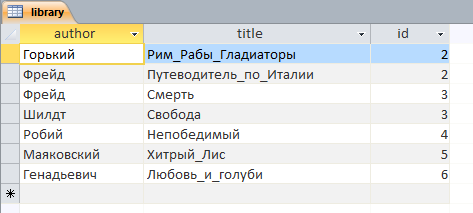 library
author title id
Горький Рим_Рабы_Гладиаторы 2
Фрейд Путеводитель_по_Италии 2
Фрейд Смерть 3
Шилдт Свобода 3
Робий Непобедимый 4
Маяковский Хитрый_Лис 5
Генадьевич Любовь_и_голуби 6